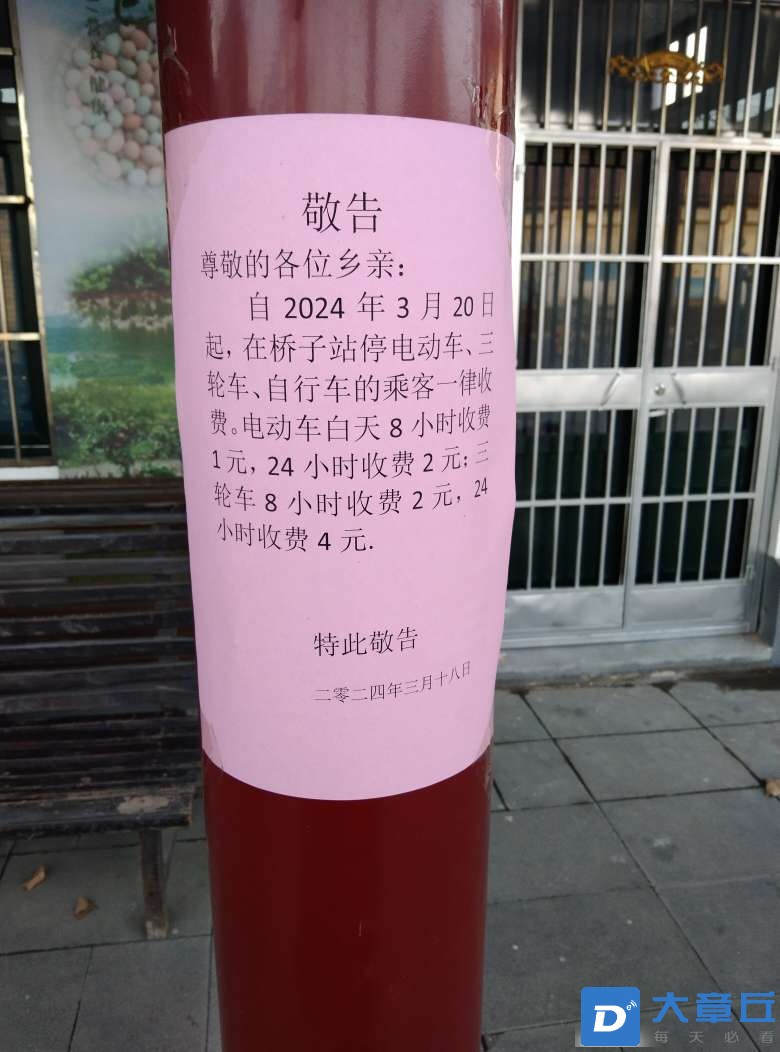 敬告
尊敬的各位乡亲:
自 2024 年 3 月 20 日
起, 在桥子站停电动车、三
轮车、自行车的乘客一律收
费。电动车白天 8 小时收费
1元, 24 小时收费 2 元; 三
轮车 8 小时收费 2 元, 24
小时收费 4 元.
特此敬告
二零二四年三月十八日
大章丘
每天必看